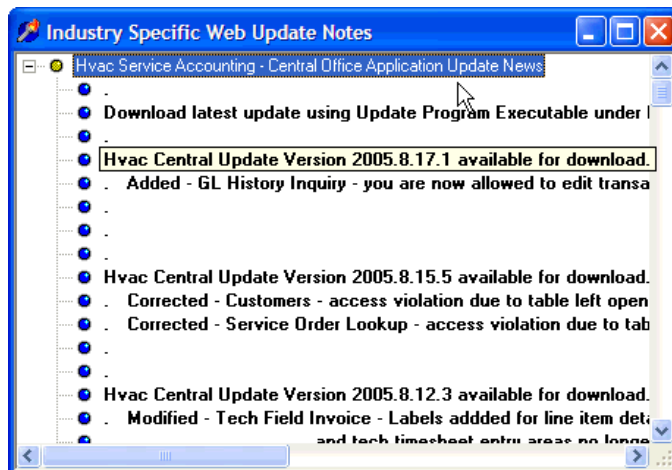 Industry Specific Web Update Notes
Hvac Service Accounting - Central Office Application Update News
.
Download latest update using Update Program Executable under
.
Hvac Central Update Version 2005.8.17.1 available for download.
. Added - GL History Inquiry - you are now allowed to edit transa
.
.
.
Hvac Central Update Version 2005.8.15.5 available for download.
. Corrected - Customers - access violation due to table left open
. Corrected - Service Order Lookup - access violation due to tab
.
.
Hvac Central Update Version 2005.8.12.3 available for download.
. Modified - Tech Field Invoice - Labels addded for line item deta
and tech timesheet entry areas no longe